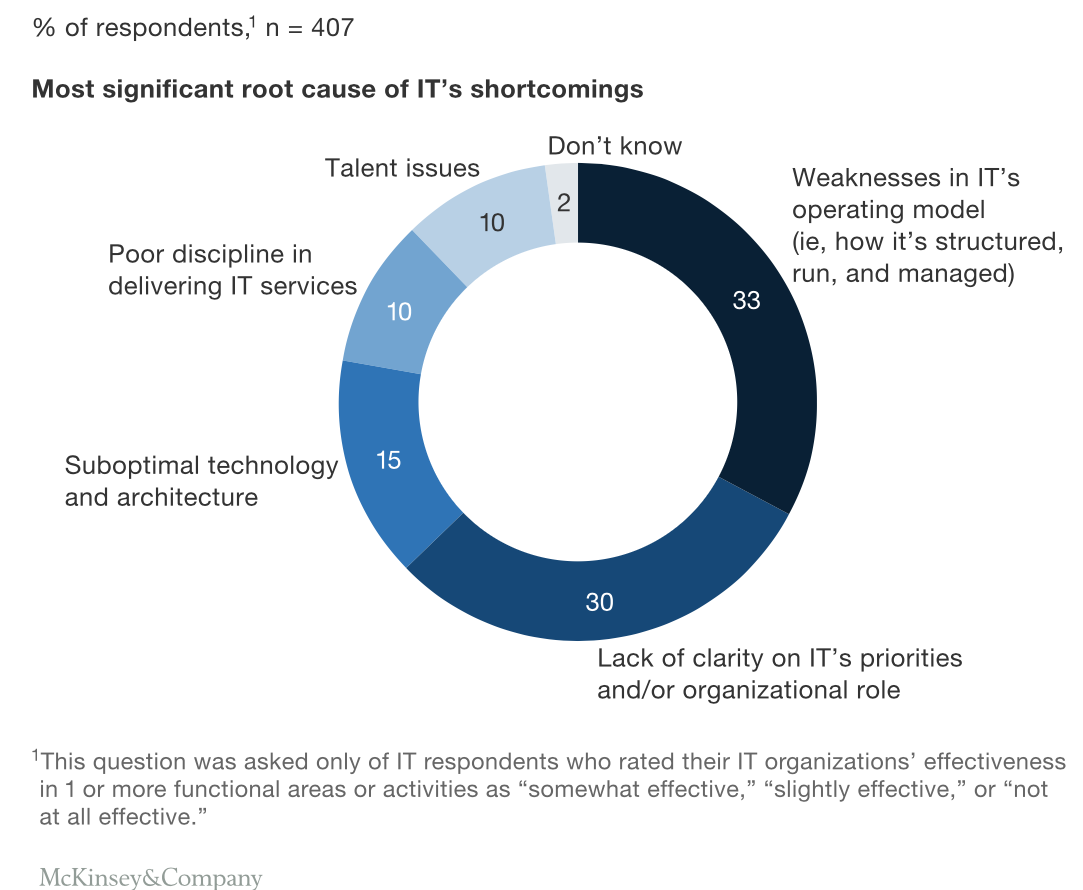 % of respondents,¹ n = 407
Most significant root cause of IT’s shortcomings
Don’t know
2
Talent issues
10
Weaknesses in IT’s
operating model
(ie, how it’s structured,
run, and managed)
33
Poor discipline in
delivering IT services
10
Suboptimal technology
and architecture
15
30
Lack of clarity on IT’s priorities
and/or organizational role
¹This question was asked only of IT respondents who rated their IT organizations’ effectiveness
in 1 or more functional areas or activities as “somewhat effective,” “slightly effective,” or “not
at all effective.”
McKinsey&Company